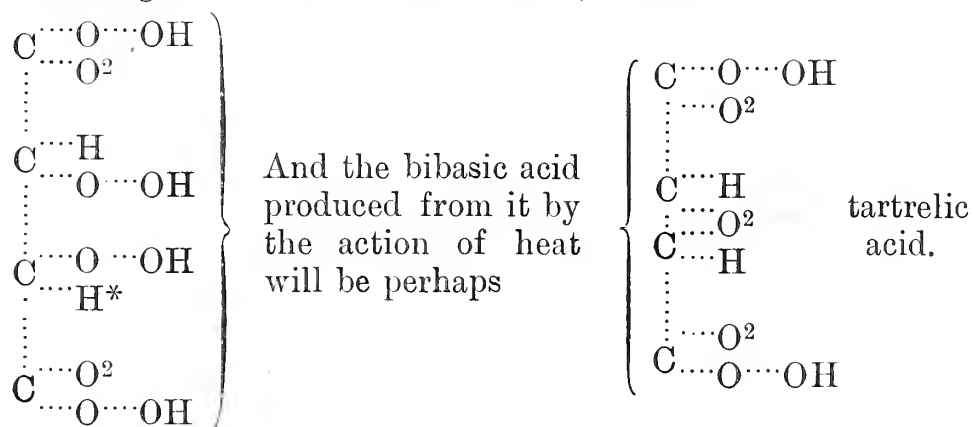 C····O····OH
····O²
C····H
····O····OH
C····O····OH
····H*
C····O²
····O····OH
And the bibasic acid
produced from it by
the action of heat
will be perhaps
C····O····OH
····O²
C····H
····O²
C····H
····O²
C····O····OH
tartrelic
acid.